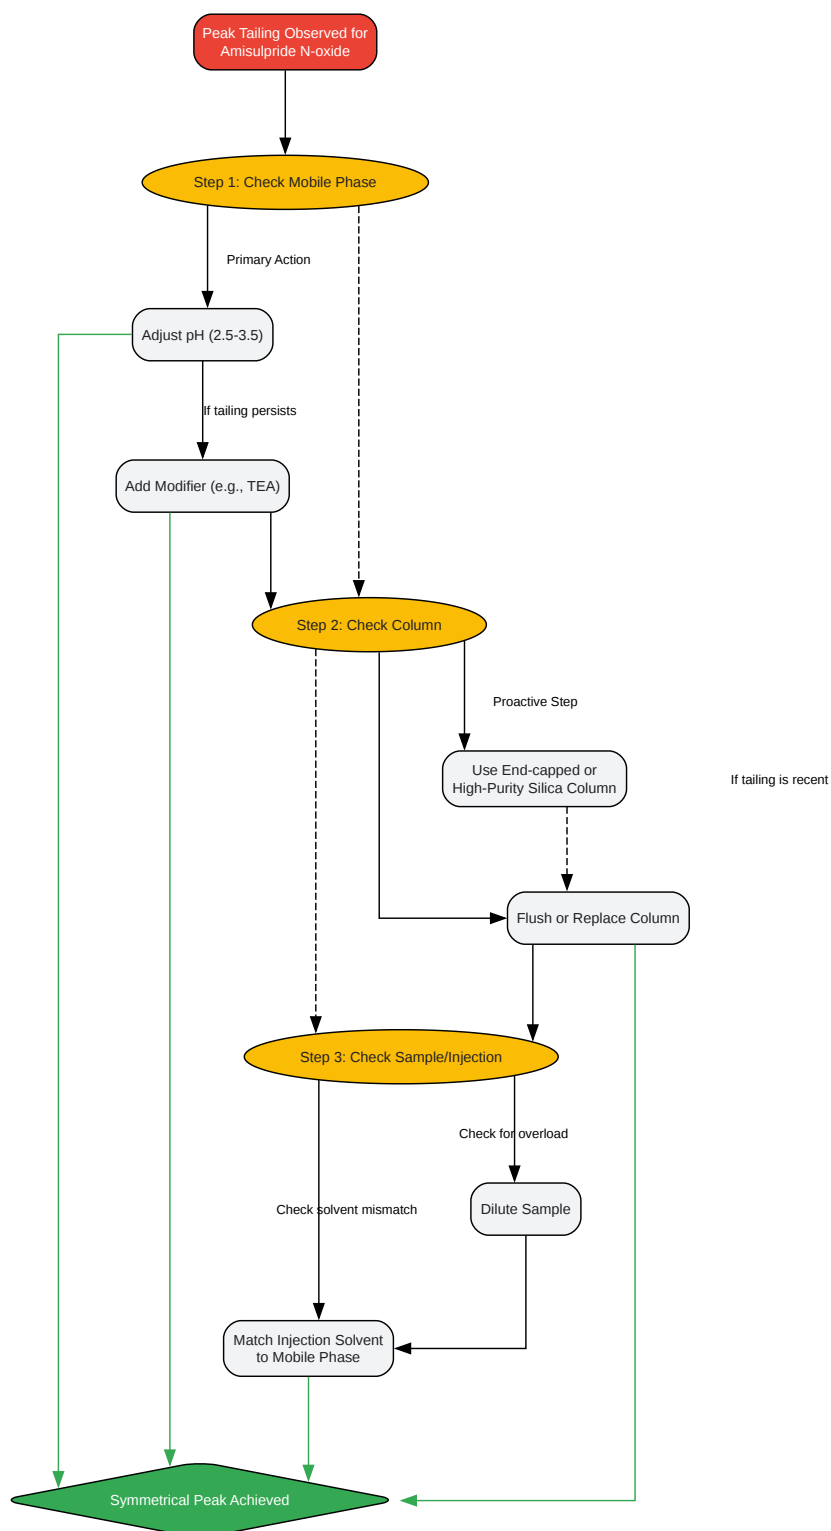 Peak Tailing Observed for
Amisulpride N-oxide
Step 1: Check Mobile Phase
Primary Action
Adjust pH (2.5-3.5)
If tailing persists
Add Modifier (e.g., TEA)
Step 2: Check Column
Proactive Step
Use End-capped or
High-Purity Silica Column
If tailing is recent
Flush or Replace Column
Step 3: Check Sample/Injection
Check for overload
Check solvent mismatch
Dilute Sample
Match Injection Solvent
to Mobile Phase
Symmetrical Peak Achieved